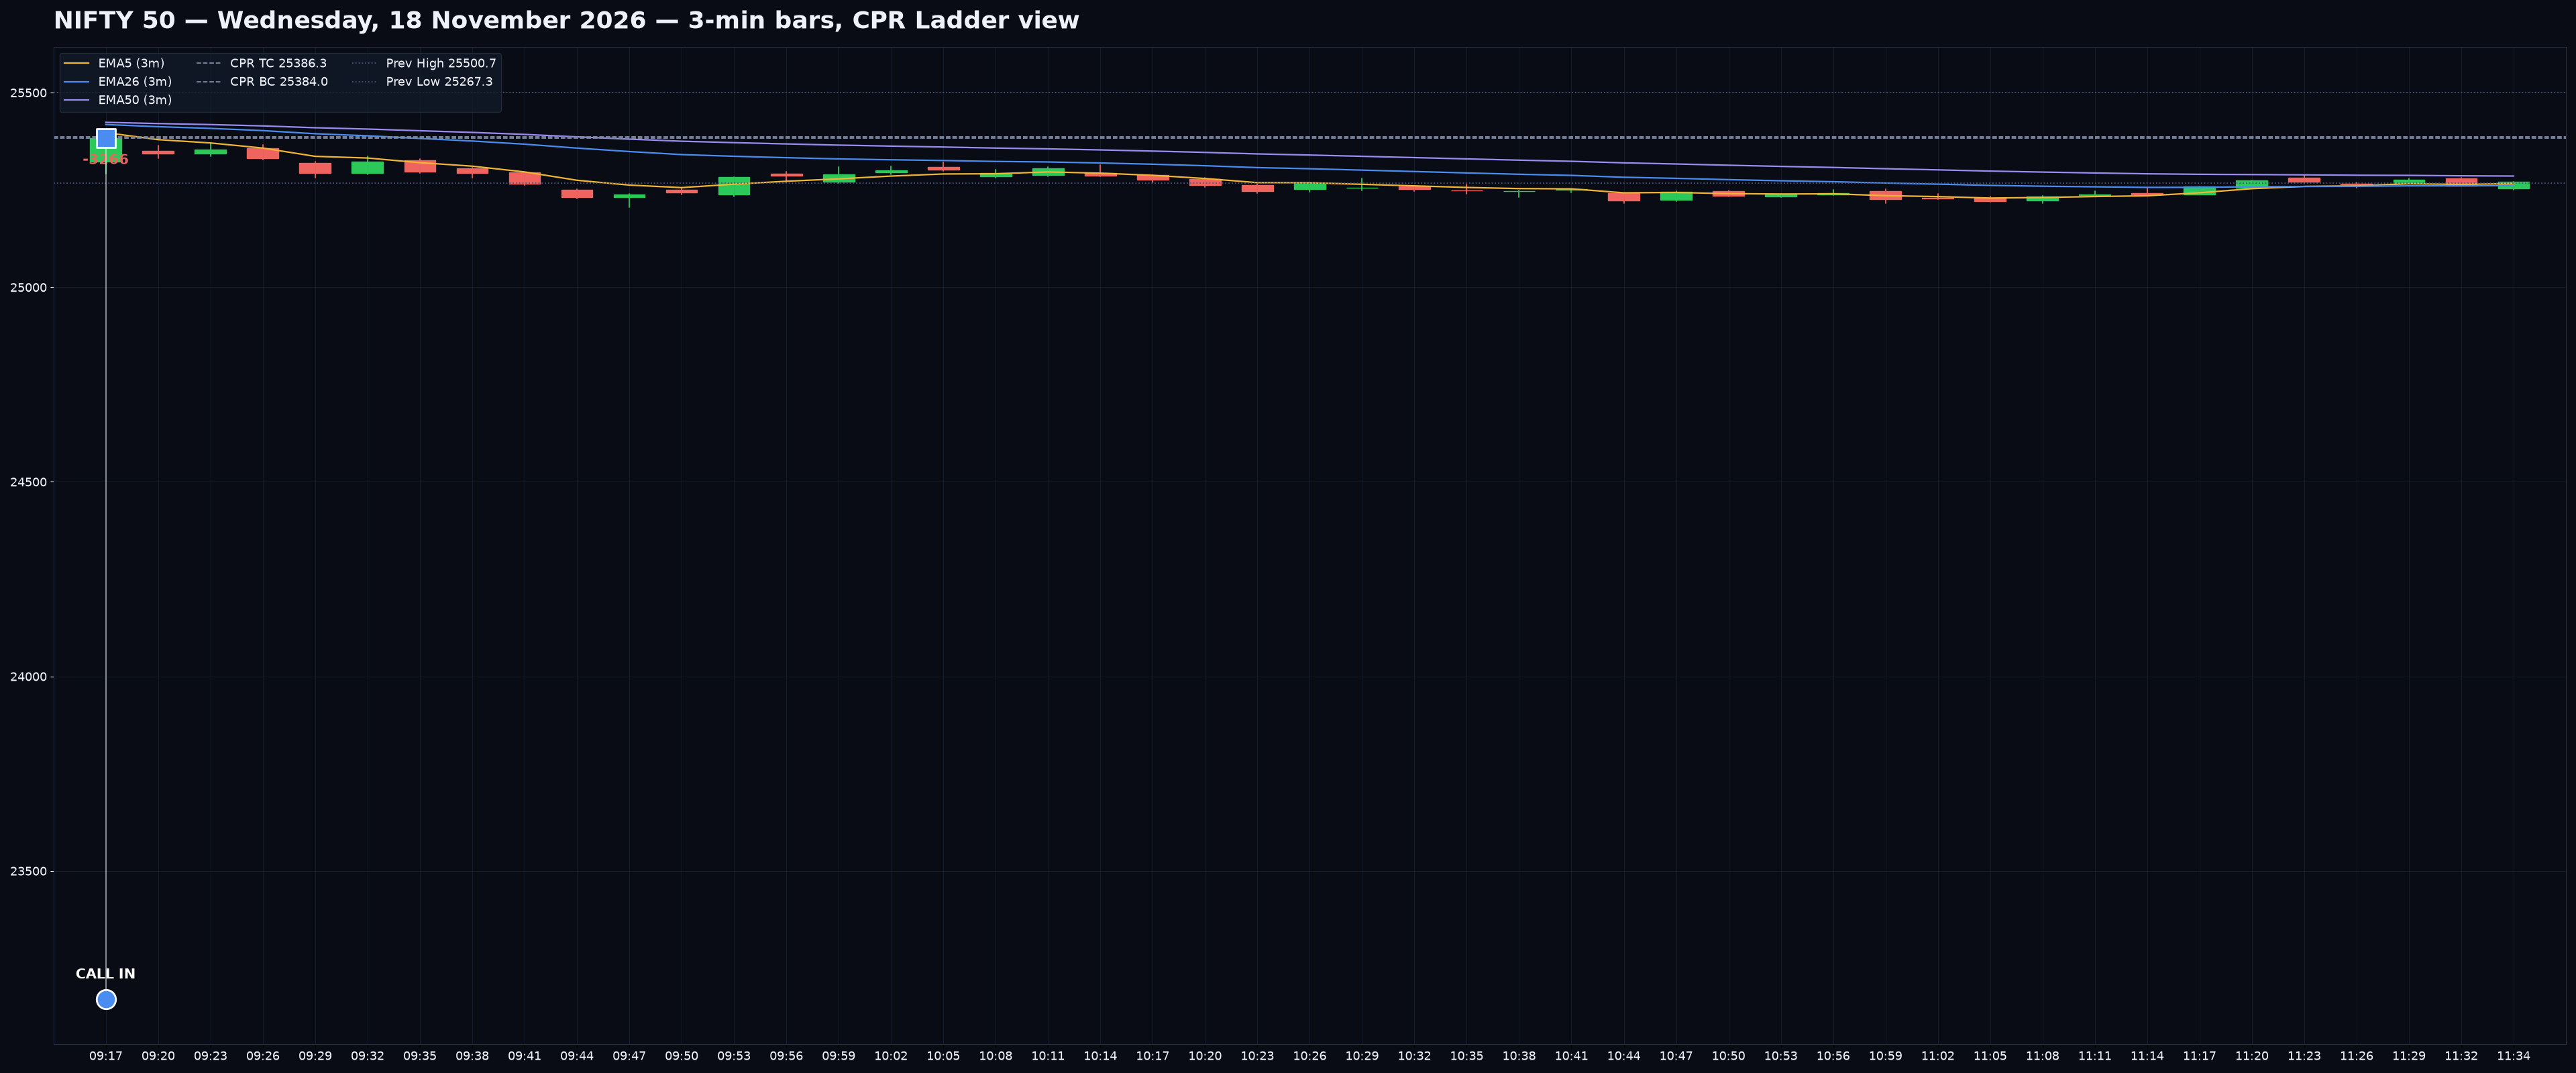 NIFTY 50 — Wednesday, 18 November 2026 — 3-min bars, CPR Ladder view
EMA5 (3m)
EMA26 (3m)
EMA50 (3m)
CPR TC 25386.3
CPR BC 25384.0
Prev High 25500.7
Prev Low 25267.3
25500
25000
24500
24000
23500
CALL IN
09:17 09:20 09:23 09:26 09:29 09:32 09:35 09:38 09:41 09:44 09:47 09:50 09:53 09:56 09:59 10:02 10:05 10:08 10:11 10:14 10:17 10:20 10:23 10:26 10:29 10:32 10:35 10:38 10:41 10:44 10:47 10:50 10:53 10:56 10:59 11:02 11:05 11:08 11:11 11:14 11:17 11:20 11:23 11:26 11:29 11:32 11:34